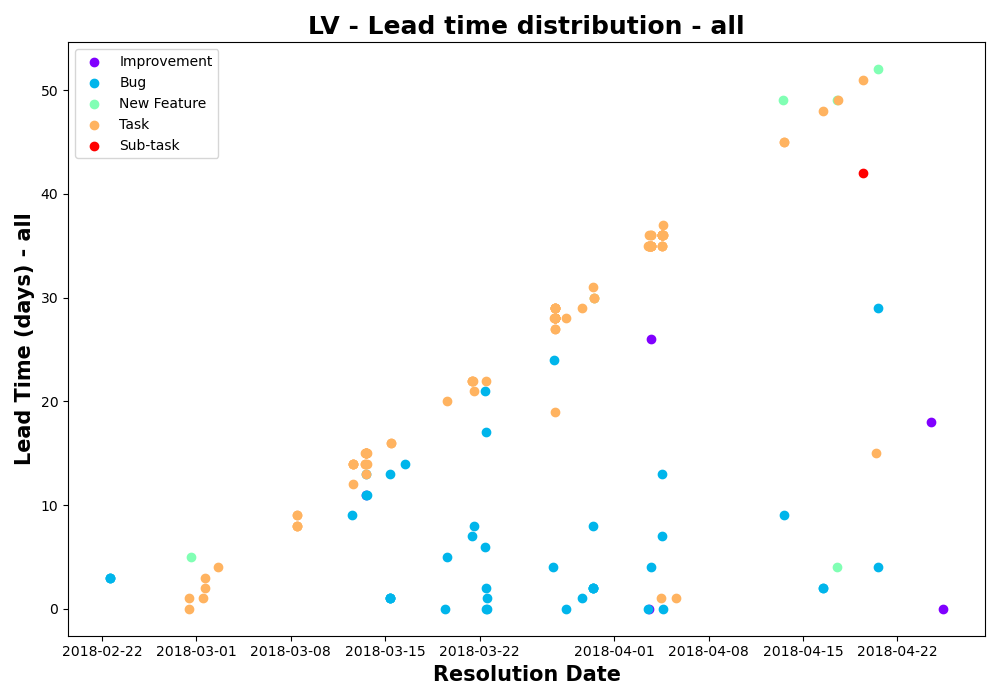 LV - Lead time distribution - all
Improvement
Bug
New Feature
Task
Sub-task
Lead Time (days) - all
50
40
30
20
10
0
2018-02-22 2018-03-01 2018-03-08 2018-03-15 2018-03-22 2018-04-01 2018-04-08 2018-04-15 2018-04-22
Resolution Date